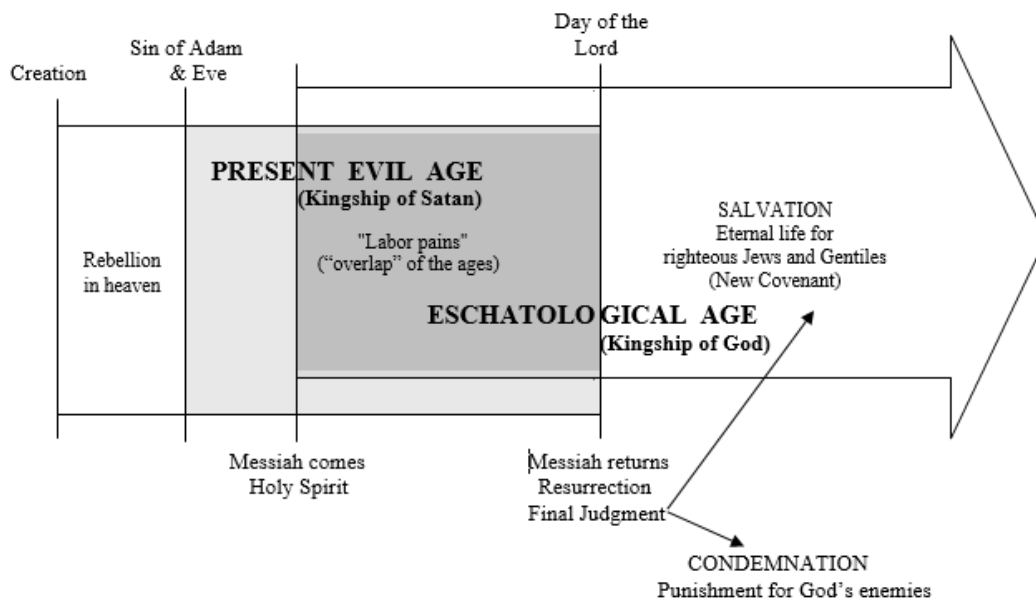 Day of the
Lord
Sin of Adam
& Eve
Creation
PRESENT EVIL AGE
(Kingship of Satan)
"Labor pains"
(“overlap” of the ages)
Rebellion
in heaven
SALVATION
Eternal life for
righteous Jews and Gentiles
(New Covenant)
ESCHATOLOGICAL AGE
(Kingship of God)
Messiah comes
Holy Spirit
Messiah returns
Resurrection
Final Judgment
CONDEMNATION
Punishment for God’s enemies